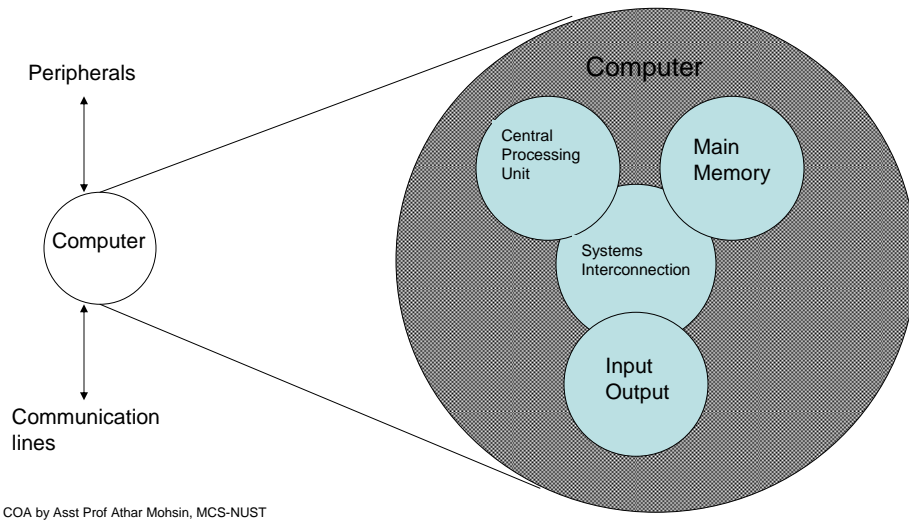 Peripherals
Computer
Communication
lines
Computer
Central
Processing
Unit
Main
Memory
Systems
Interconnection
Input
Output
COA by Asst Prof Athar Mohsin, MCS-NUST